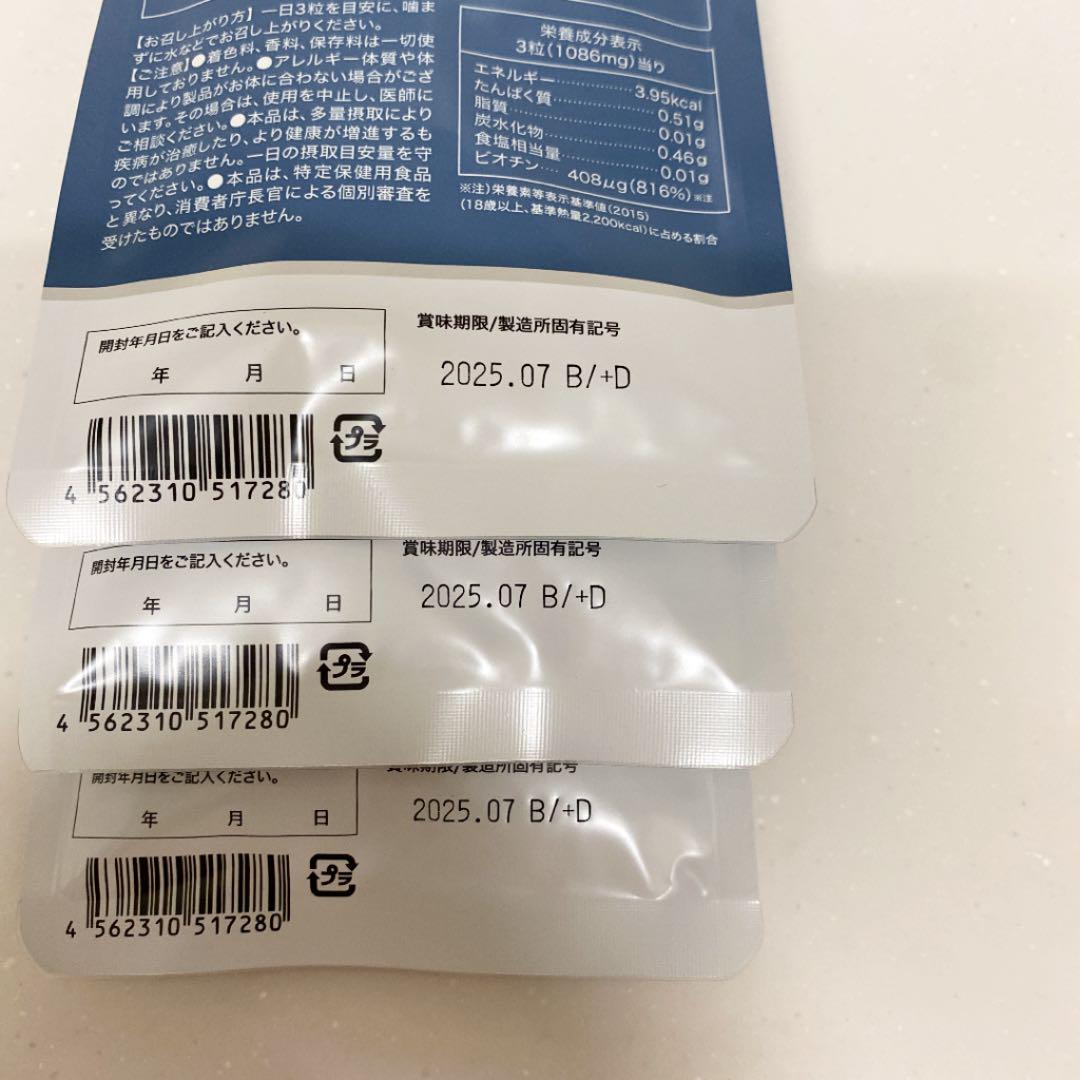 【お召し上がり方】一日3粒を目安に、噛ま
ずに水などでお召し上がりください。
【ご注意】●着色料、香料、保存料は一切使
用しておりません。●アレルギー体質や体
調により製品がお体に合わない場合がござ
います。その場合は、使用を中止し、医師に
ご相談ください。●本品は、多量摂取により
疾病が治癒したり、より健康が増進するも
のではありません。一日の摂取目安量を守
ってください。●本品は、特定保健用食品
と異なり、消費者庁長官による個別審査を
受けたものではありません。
栄養成分表示
3粒(1086mg)当り
エネルギー……………3.95kcal
たんぱく質……………0.51g
脂質……………0.01g
炭水化物……………0.46g
食塩相当量……………0.01g
ビオチン…… 408μg(816%)※注
※注)栄養素等表示基準値(2015)
(18歳以上、基準熱量2,200kcal)に占める割合
開封年月日をご記入ください。
年 月 日
賞味期限/製造所固有記号
2025.07 B/+D
プラ
4 562310 517280
開封年月日をご記入ください。
年 月 日
賞味期限/製造所固有記号
2025.07 B/+D
プラ
4 562310 517280
開封年月日をご記入ください。
年 月 日
賞味期限/製造所固有記号
2025.07 B/+D
プラ
4 562310 517280